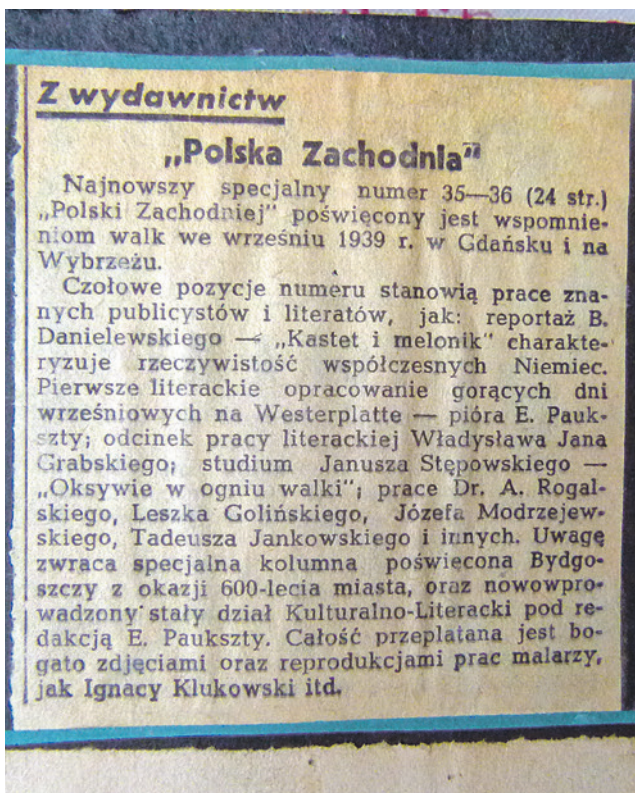 Z wydawnictw
„Polska Zachodnia"
Najnowszy specjalny numer 35—36 (24 str.)
„Polski Zachodniej" poświęcony jest wspomnie-
niom walk we wrześniu 1939 r. w Gdańsku i na
Wybrzeżu.
Czołowe pozycje numeru stanowią prace zna-
nych publicystów i literatów, jak: reportaż B.
Danielewskiego — „Kastet i melonik" charakte-
ryzuje rzeczywistość współczesnych Niemiec.
Pierwsze literackie opracowanie gorących dni
wrześniowych na Westerplatte — pióra E. Pauk-
szty; odcinek pracy literackiej Władysława Jana
Grabskiego; studium Janusza Stępowskiego —
„Oksywie w ogniu walki"; prace Dr. A. Rogal-
skiego, Leszka Golińskiego, Józefa Modrzejew-
skiego, Tadeusza Jankowskiego i innych. Uwagę
zwraca specjalna kolumna poświęcona Bydgo-
szczy z okazji 600-lecia miasta, oraz nowowpro-
wadzony stały dział Kulturalno-Literacki pod re-
dakcją E. Paukszty. Całość przeplatana jest bo-
gato zdjęciami oraz reprodukcjami prac malarzy,
jak Ignacy Klukowski itd.